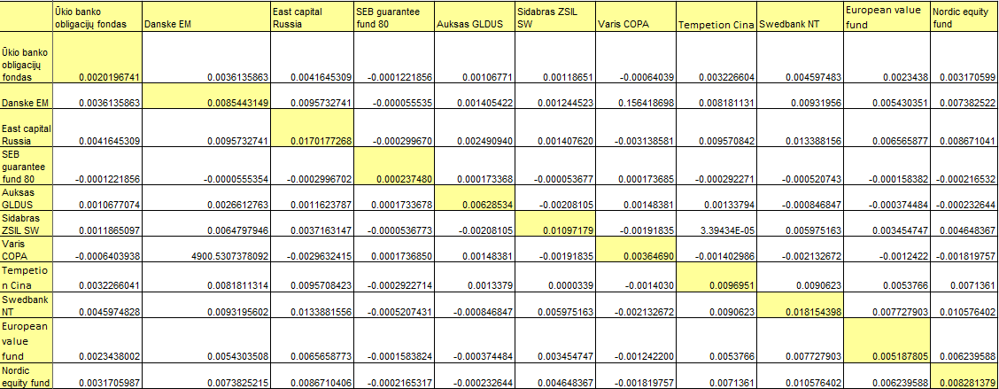 Ūkio banko obligacijų fondas Danske EM East capital Russia SEB guarantee fund 80 Auksas GLDUS Sidabras ZSIL SW Varis COPA Tempetion Cina Swedbank NT European value fund Nordic equity fund
Ūkio banko obligacijų fondas 0.0020196741 0.0036135863 0.0041645309 -0.0001221856 0.00106771 0.00118651 -0.00064039 0.003226604 0.004597483 0.0023438 0.003170599
Danske EM 0.0036135863 0.0085443149 0.0095732741 -0.000055535 0.001405422 0.001244523 0.156418698 0.008181131 0.00931956 0.005430351 0.007382522
East capital Russia 0.0041645309 0.0095732741 0.0170177268 -0.000299670 0.002490940 0.001407620 -0.003138581 0.009570842 0.013388156 0.006565877 0.008671041
SEB guarantee fund 80 -0.0001221856 -0.0000555354 -0.0002996702 0.000237480 0.000173368 -0.000053677 0.000173685 -0.000292271 -0.000520743 -0.000158382 -0.000216532
Auksas GLDUS 0.0010677074 0.0026612763 0.0011623787 0.0001733678 0.00628534 -0.00208105 0.00148381 0.00133794 -0.000846847 -0.000374484 -0.000232644
Sidabras ZSIL SW 0.0011865097 0.0064797946 0.0037163147 -0.0000536773 -0.00208105 0.01097179 -0.00191835 3.39434E-05 0.005975163 0.003454747 0.004648367
Varis COPA -0.0006403938 4900.5307378092 -0.0029632415 0.0001736850 0.00148381 -0.00191835 0.00364690 -0.001402986 -0.002132672 -0.0012422 -0.001819757
Tempetio n Cina 0.0032266041 0.0081811314 0.0095708423 -0.0002922714 0.0013379 0.0000339 -0.0014030 0.0096951 0.0090623 0.0053766 0.0071361
Swedbank NT 0.0045974828 0.0093195602 0.0133881556 -0.0005207431 -0.000846847 0.005975163 -0.002132672 0.0090623 0.018154398 0.007727903 0.010576402
European value fund 0.0023438002 0.0054303508 0.0065658773 -0.0001583824 -0.000374484 0.003454747 -0.001242200 0.0053766 0.007727903 0.005187805 0.006239588
Nordic equity fund 0.0031705987 0.0073825215 0.0086710406 -0.0002165317 -0.000232644 0.004648367 -0.001819757 0.0071361 0.010576402 0.006239588 0.008281379